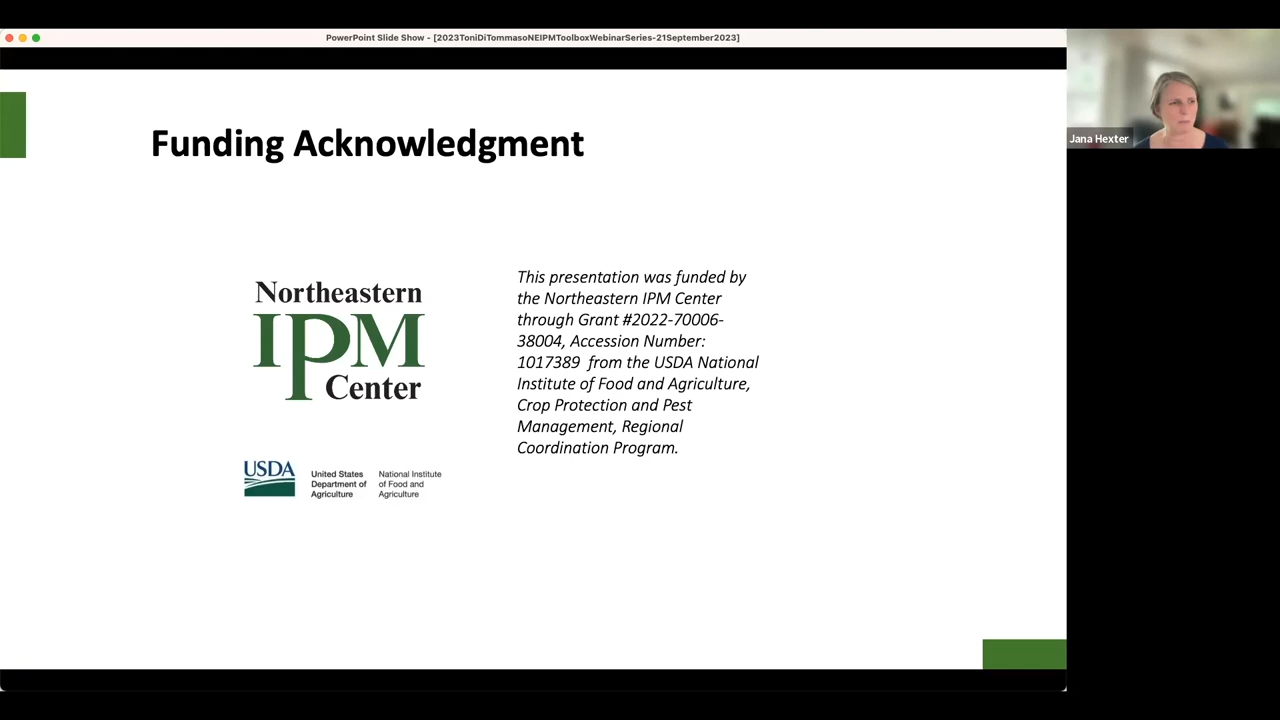 PowerPoint Slide Show - [2023ToniDiTommasoNEIPMToolboxWebinarSeries-21September2023]
Jana Hexter
Funding Acknowledgment
Northeastern
IPM
Center
USDA
United States
Department of
Agriculture
National Institute
of Food and
Agriculture
This presentation was funded by
the Northeastern IPM Center
through Grant #2022-70006-
38004, Accession Number:
1017389 from the USDA National
Institute of Food and Agriculture,
Crop Protection and Pest
Management, Regional
Coordination Program.